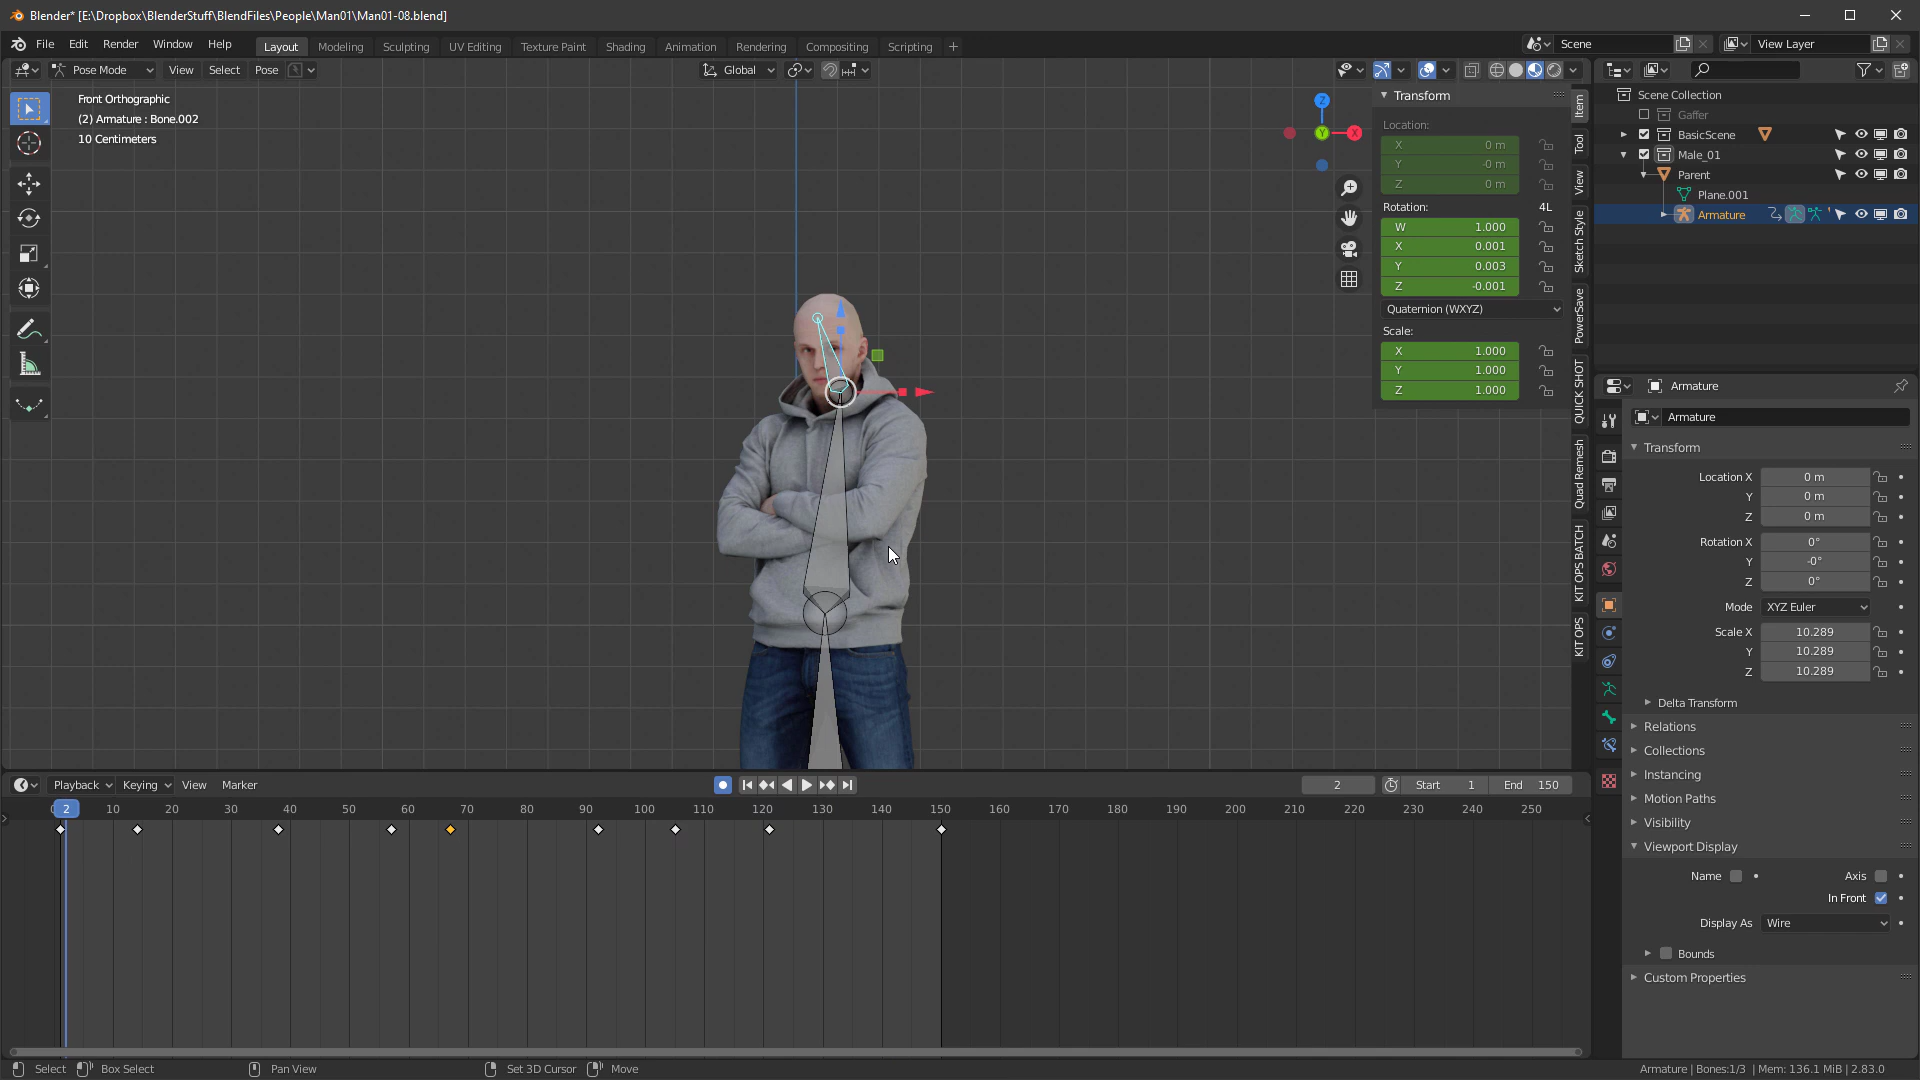 Blender* [E:\Dropbox\BlenderStuff\BlendFiles\People\Man01\Man01-08.blend]
File Edit Render Window Help Layout Modeling Sculpting UV Editing Texture Paint Shading Animation Rendering Compositing Scripting + Scene View Layer
Pose Mode View Select Pose Global
Front Orthographic
(2) Armature : Bone.002
10 Centimeters
Z
Y
X
Transform
Location:
X 0 m
Y -0 m
Z 0 m
Rotation: 4L
W 1.000
X 0.001
Y 0.003
Z -0.001
Quaternion (WXYZ)
Scale:
X 1.000
Y 1.000
Z 1.000
Item
Tool
View
Sketch Style
PowerSave
QUICK SHOT
Quad Remesh
KIT OPS BATCH
KIT OPS
Scene Collection
Gaffer
BasicScene
Male_01
Parent
Plane.001
Armature
Armature
Armature
Transform
Location X 0 m
Y 0 m
Z 0 m
Rotation X 0°
Y -0°
Z 0°
Mode XYZ Euler
Scale X 10.289
Y 10.289
Z 10.289
Delta Transform
Relations
Collections
Instancing
Motion Paths
Visibility
Viewport Display
Name Axis
In Front
Display As Wire
Bounds
Custom Properties
Playback Keying View Marker 2 Start 1 End 150
2 10 20 30 40 50 60 70 80 90 100 110 120 130 140 150 160 170 180 190 200 210 220 230 240 250
Select Box Select Pan View Set 3D Cursor Move Armature | Bones:1/3 | Mem: 136.1 MiB | 2.83.0